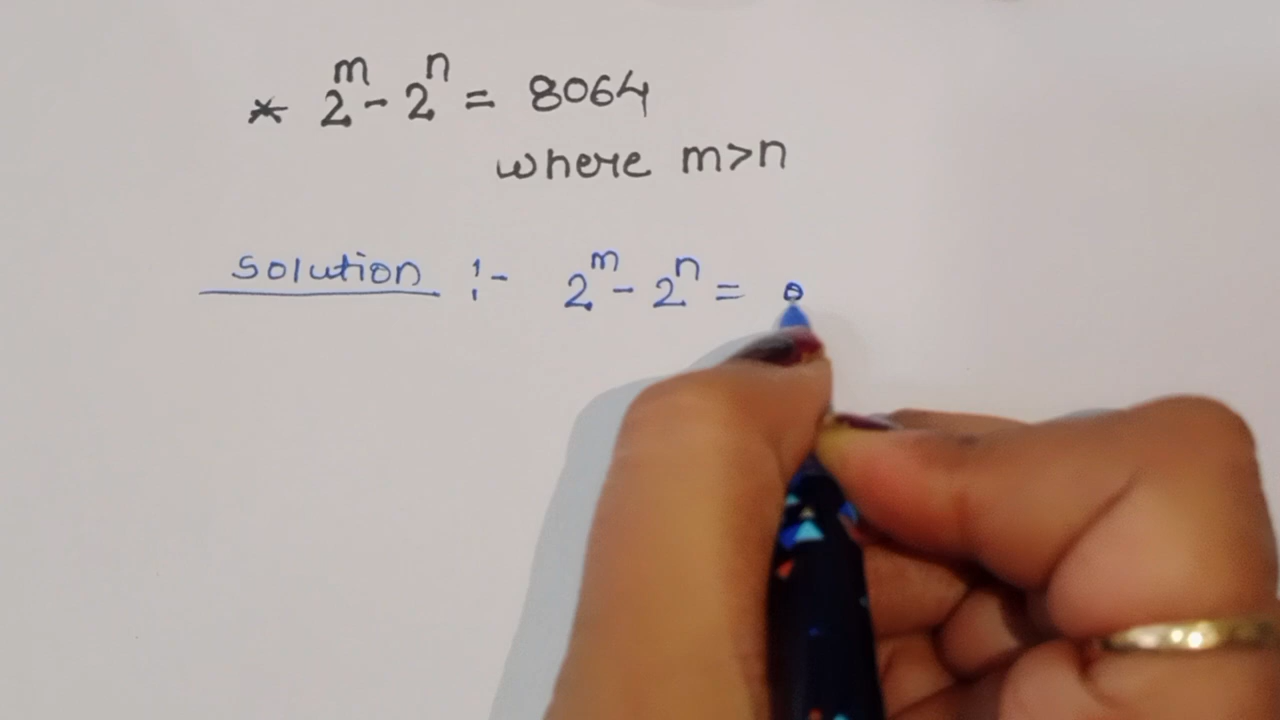 * 2^m - 2^n = 8064
where m>n
Solution :- 2^m - 2^n =